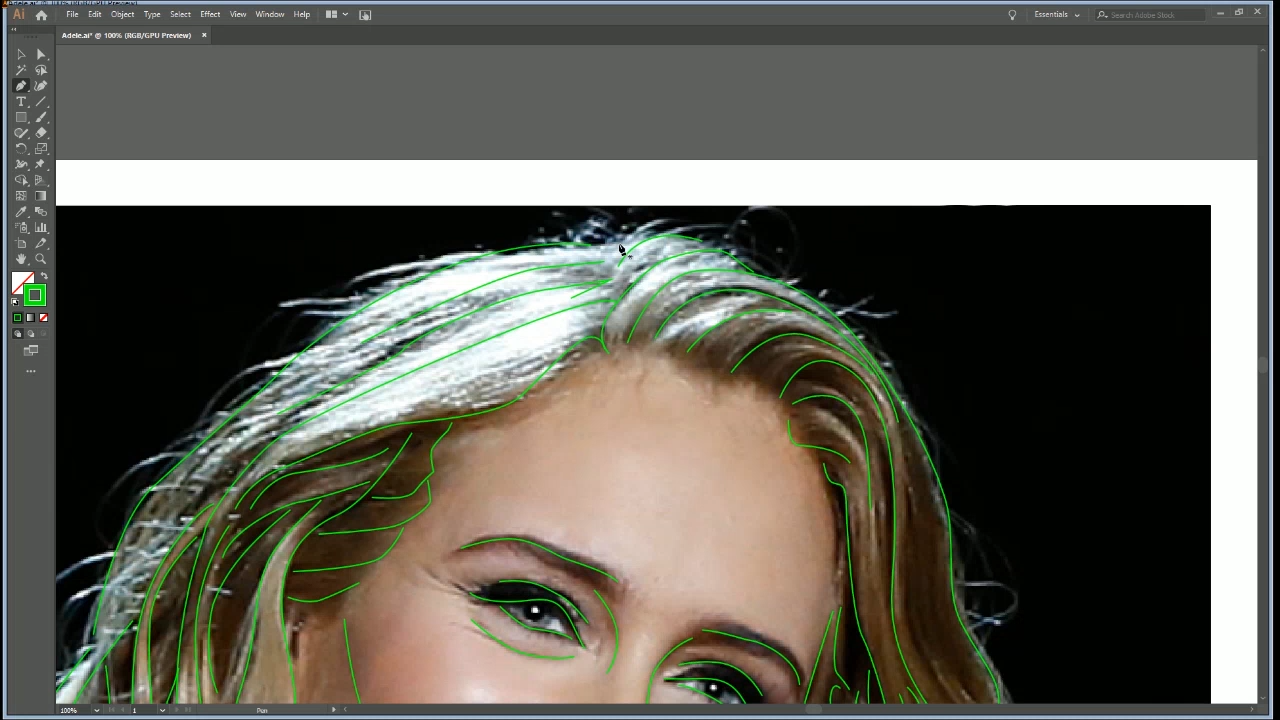 Ai File Edit Object Type Select Effect View Window Help Essentials Search Adobe Stock
Adele.ai* @ 100% (RGB/GPU Preview)
100% 1 Pen